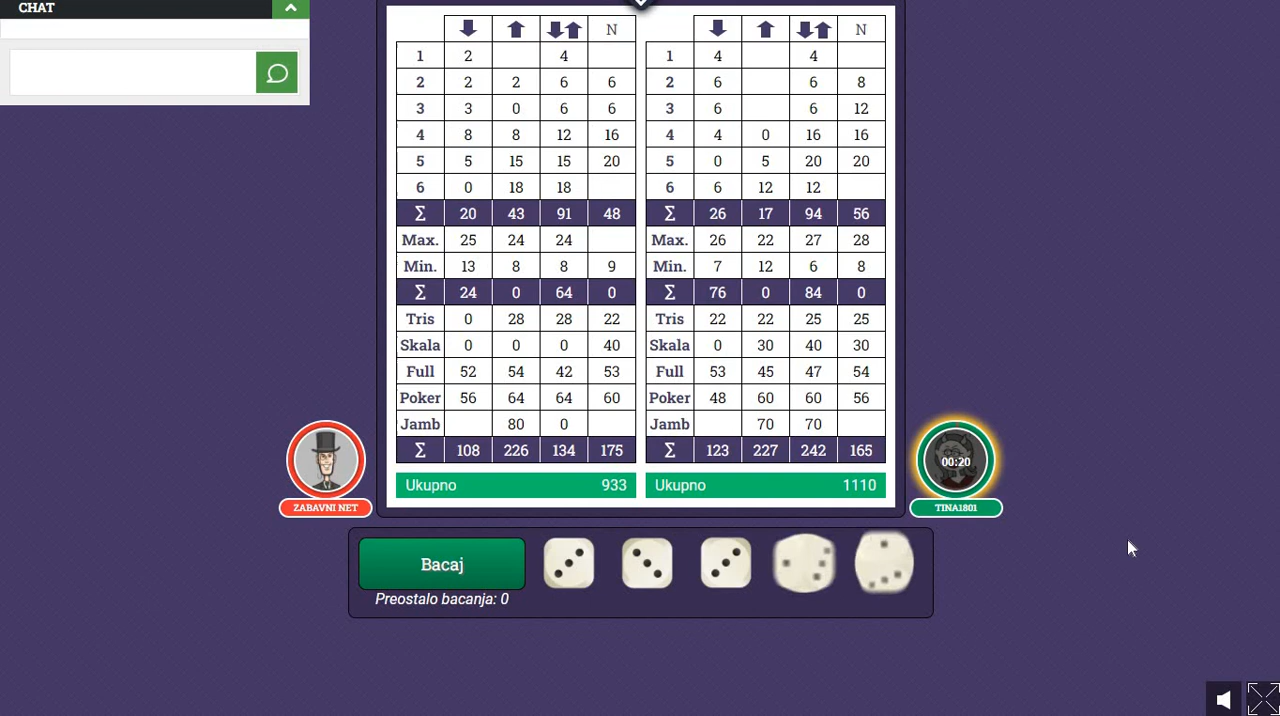 CHAT
N
1 2 4
2 2 2 6 6
3 3 0 6 6
4 8 8 12 16
5 5 15 15 20
6 0 18 18
Σ 20 43 91 48
Max. 25 24 24
Min. 13 8 8 9
Σ 24 0 64 0
Tris 0 28 28 22
Skala 0 0 0 40
Full 52 54 42 53
Poker 56 64 64 60
Jamb 80 0
Σ 108 226 134 175
Ukupno 933
N
1 4 4
2 6 6 8
3 6 6 12
4 4 0 16 16
5 0 5 20 20
6 6 12 12
Σ 26 17 94 56
Max. 26 22 27 28
Min. 7 12 6 8
Σ 76 0 84 0
Tris 22 22 25 25
Skala 0 30 40 30
Full 53 45 47 54
Poker 48 60 60 56
Jamb 70 70
Σ 123 227 242 165
Ukupno 1110
ZABAVNI NET
00:20
TINA1801
Bacaj
Preostalo bacanja: 0